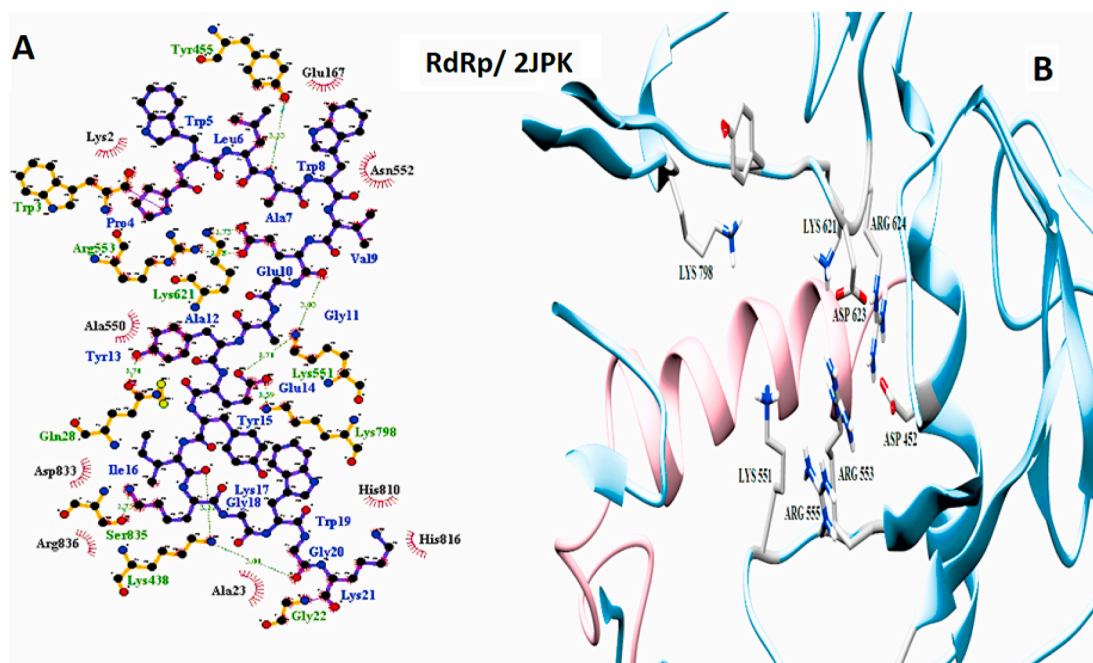 A
RdRp/ 2JPK
B
Tyr455
Glu167
Trp5
Leu6
Lys2
Trp8
Asn552
Trp3
Pro4
Ala7
Val9
Arg553
Glu10
Lys621
Gly11
Ala12
Ala550
Tyr13
Lys551
Glu14
Gln28
Tyr15
Lys798
Asp833
Ile16
Lys17
His810
Gly18
Ser835
Trp19
Arg836
His816
Gly20
Lys438
Ala23
Lys21
Gly22
LYS 798
LYS 621
ARG 624
ASP 623
ASP 452
LYS 551
ARG 553
ARG 555